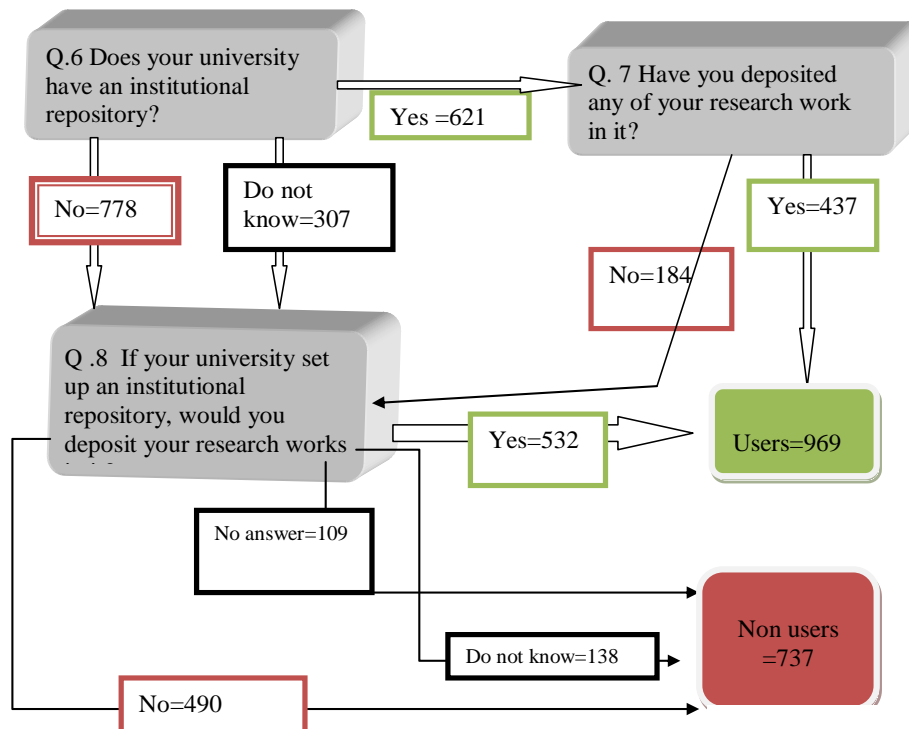 Q.6 Does your university
have an institutional
repository?
Yes =621
Q. 7 Have you deposited
any of your research work
in it?
No=778
Do not
know=307
Yes=437
No=184
Q .8  If your university set
up an institutional
repository, would you
deposit your research works
Yes=532
Users=969
No answer=109
Non users
=737
Do not know=138
No=490